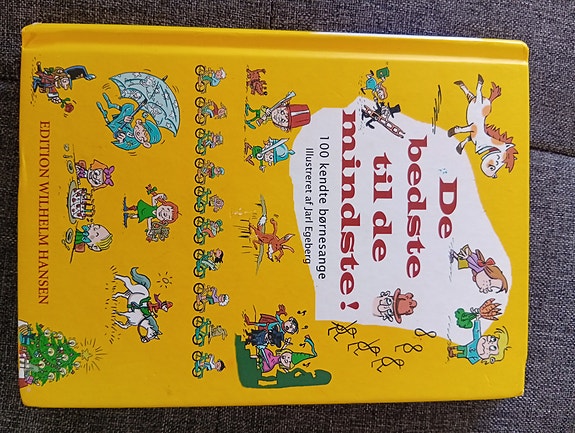 De
bedste
til de
mindste!
100 kendte børnesange
Illustreret af Jarl Egeberg
EDITION WILHELM HANSEN